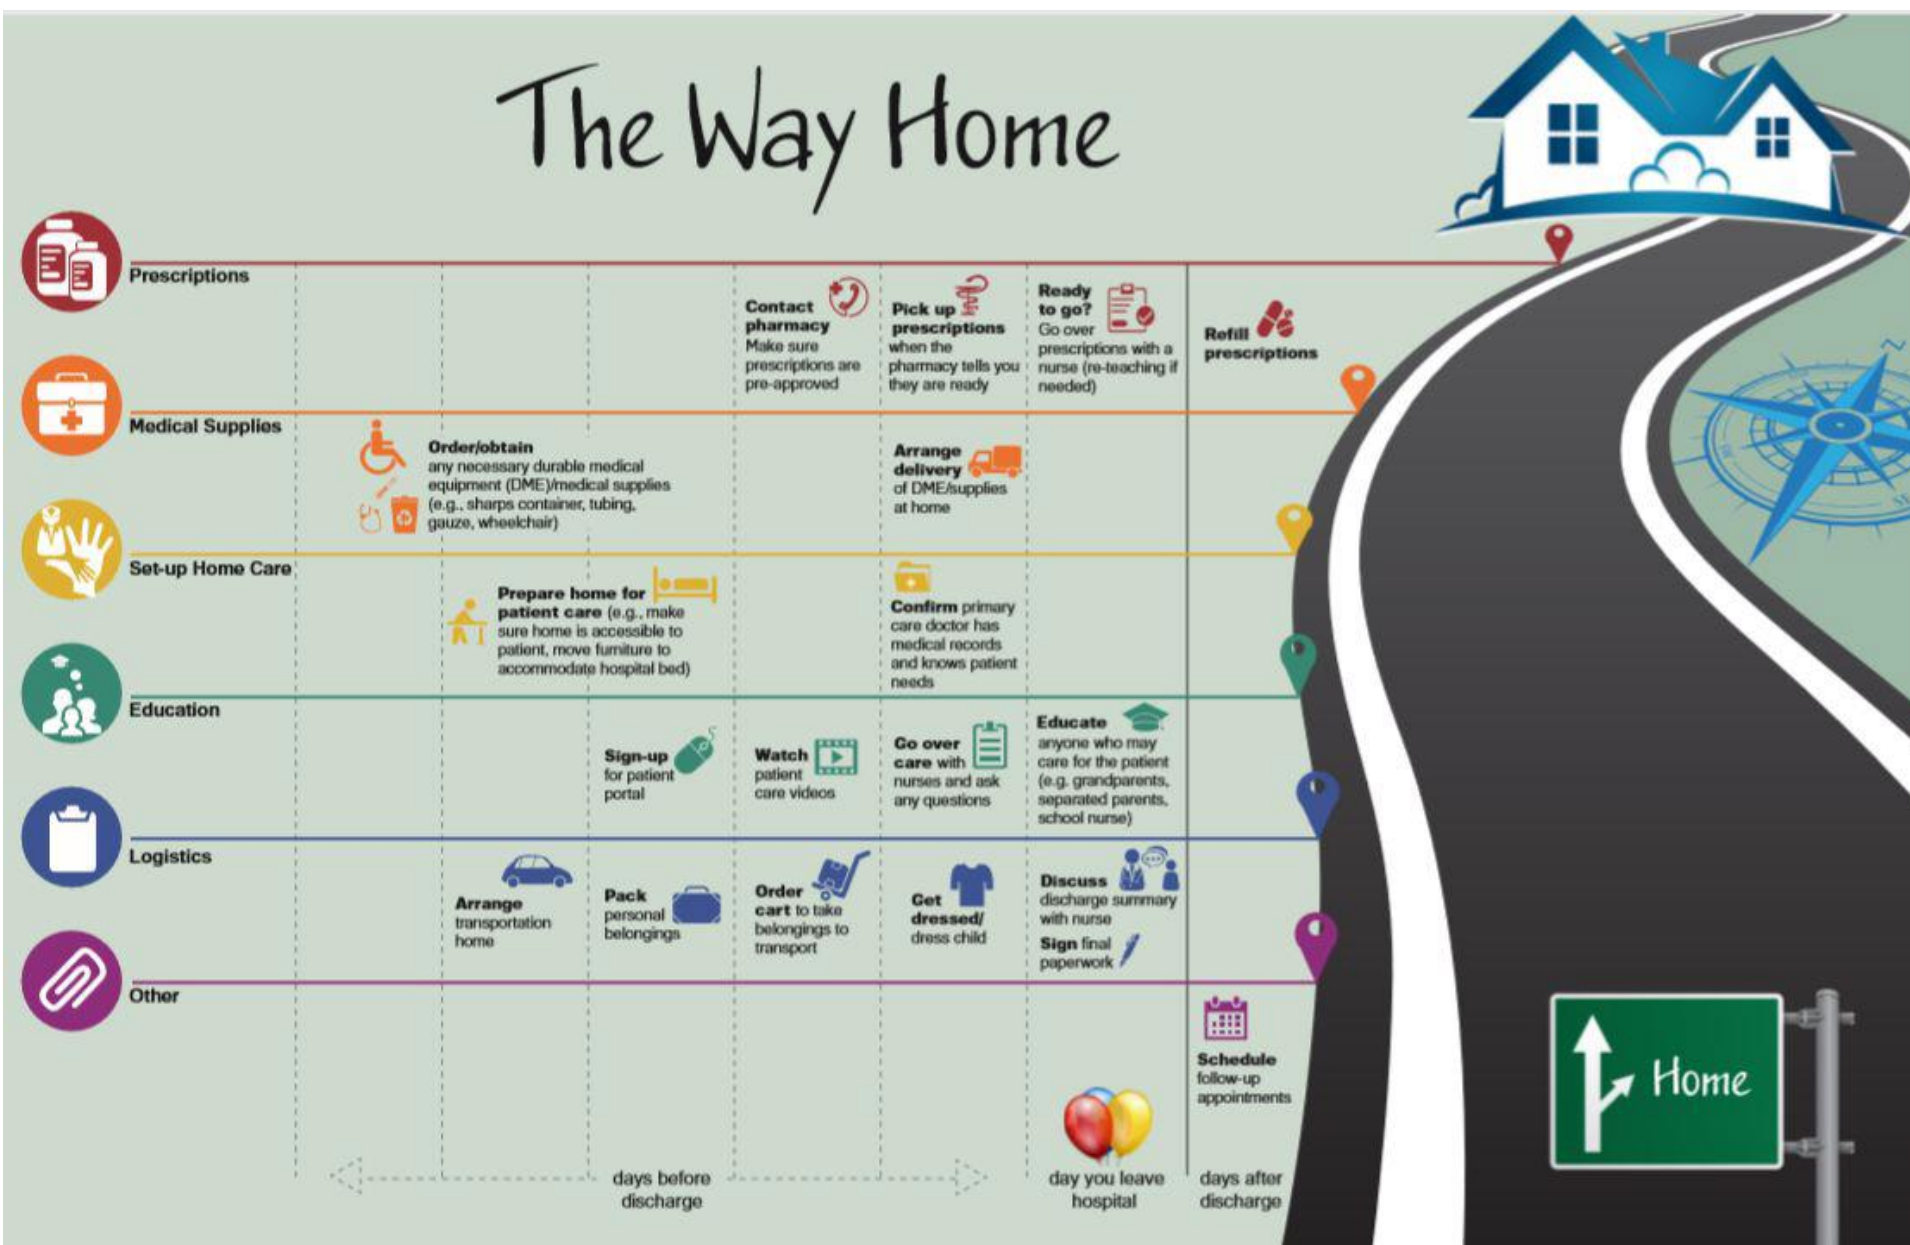 The Way Home
Prescriptions
Contact
pharmacy
Make sure
prescriptions are
pre-approved
Pick up
prescriptions
when the
pharmacy tells you
they are ready
Ready
to go?
Go over
prescriptions with a
nurse (re-teaching if
needed)
Refill
prescriptions
Medical Supplies
Order/obtain
any necessary durable medical
equipment (DME)/medical supplies
(e.g., sharps container, tubing,
gauze, wheelchair)
Arrange
delivery
of DME/supplies
at home
Set-up Home Care
Prepare home for
patient care (e.g., make
sure home is accessible to
patient, move furniture to
accommodate hospital bed)
Confirm primary
care doctor has
medical records
and knows patient
needs
Education
Sign-up
for patient
portal
Watch
patient
care videos
Go over
care with
nurses and ask
any questions
Educate
anyone who may
care for the patient
(e.g. grandparents,
separated parents,
school nurse)
Logistics
Arrange
transportation
home
Pack
personal
belongings
Order
cart to take
belongings to
transport
Get
dressed/
dress child
Discuss
discharge summary
with nurse
Sign final
paperwork
Other
Schedule
follow-up
appointments
days before
discharge
day you leave
hospital
days after
discharge
N
Home